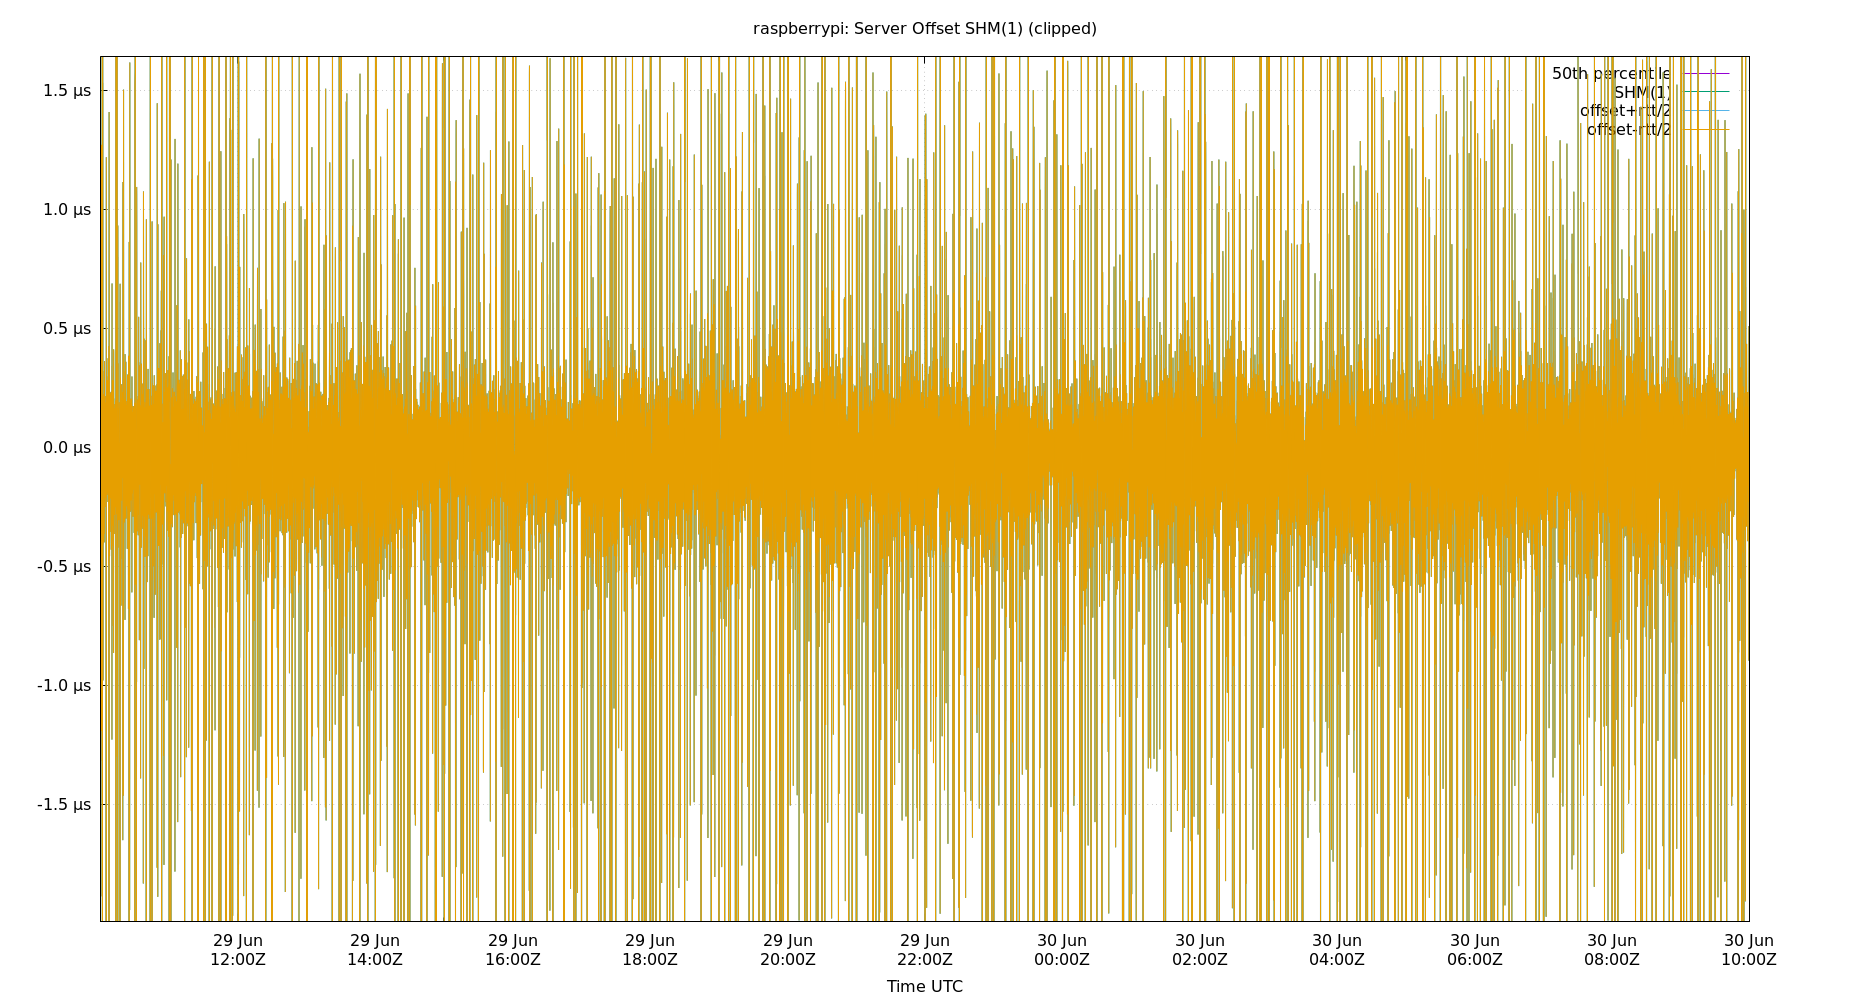 raspberrypi: Server Offset SHM(1) (clipped)
50th percentile
SHM(1)
offset+rtt/2
offset-rtt/2
1.5 µs
1.0 µs
0.5 µs
0.0 µs
-0.5 µs
-1.0 µs
-1.5 µs
29 Jun 29 Jun 29 Jun 29 Jun 29 Jun 29 Jun 30 Jun 30 Jun 30 Jun 30 Jun 30 Jun 30 Jun
12:00Z 14:00Z 16:00Z 18:00Z 20:00Z 22:00Z 00:00Z 02:00Z 04:00Z 06:00Z 08:00Z 10:00Z
Time UTC